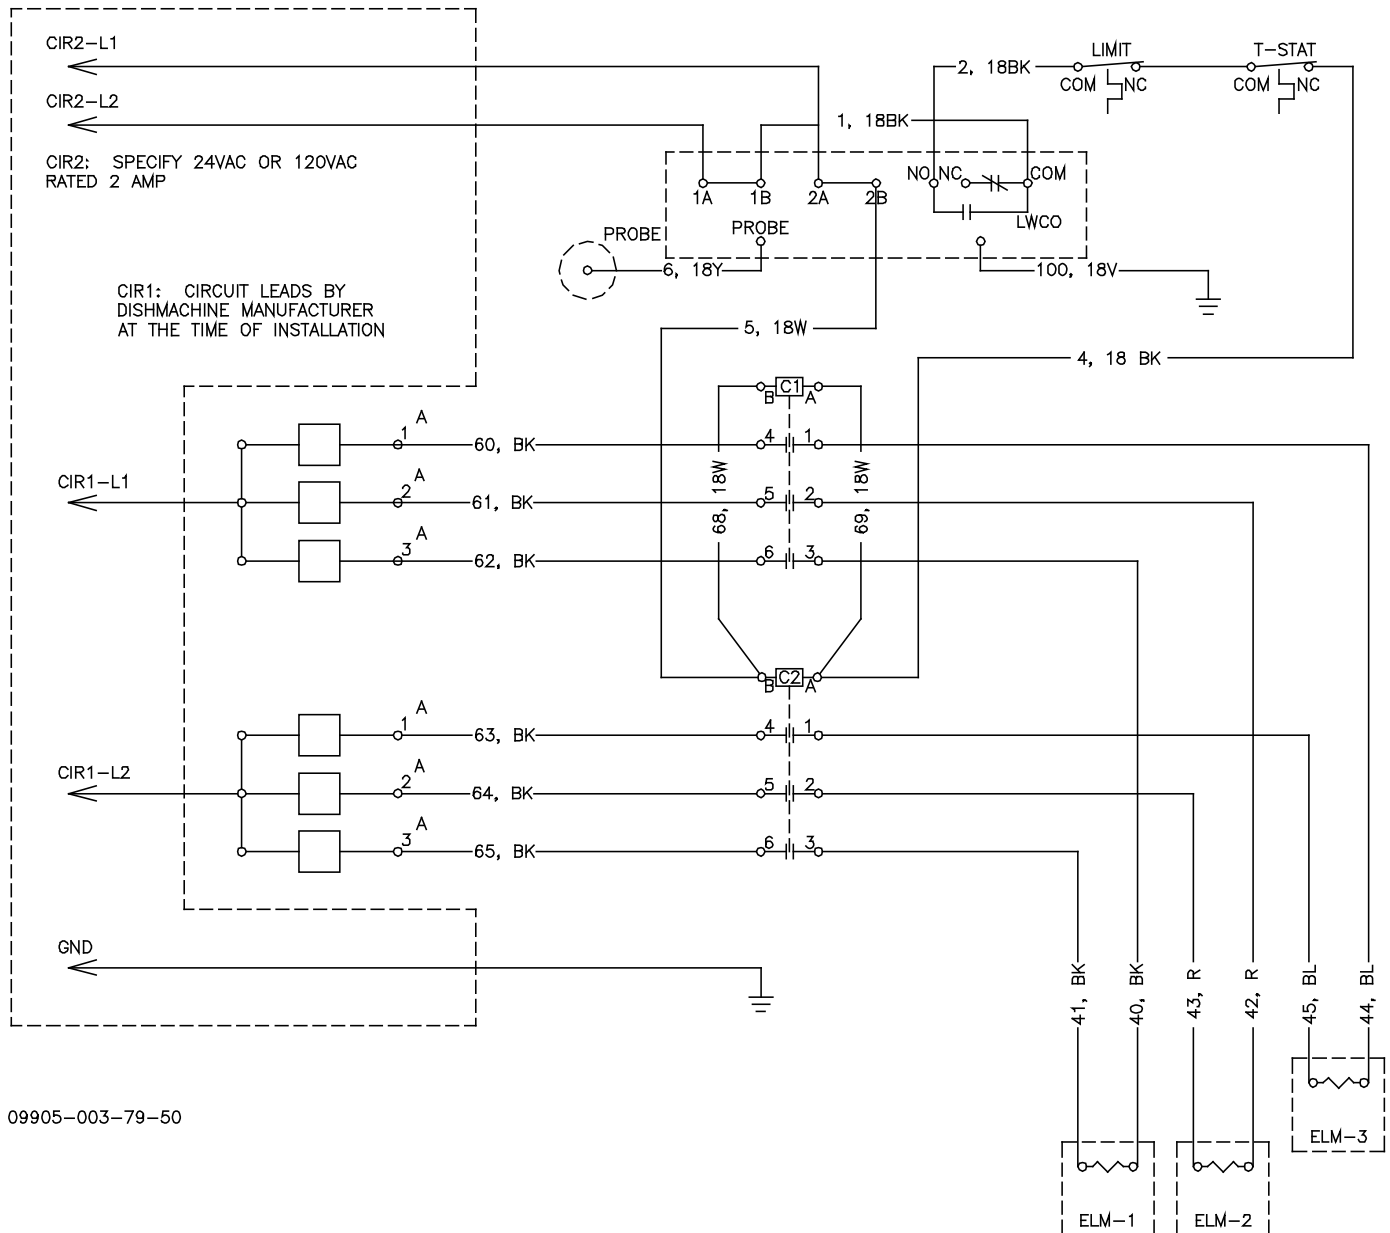 CIR2-L1
LIMIT
T-STAT
2, 18BK
COM
NC
COM
NC
CIR2-L2
1, 18BK
CIR2: SPECIFY 24VAC OR 120VAC
RATED 2 AMP
NO
NC
COM
1A
1B
2A
2B
LWCO
PROBE
PROBE
6, 18Y
100, 18V
CIR1: CIRCUIT LEADS BY
DISHMACHINE MANUFACTURER
AT THE TIME OF INSTALLATION
5, 18W
4, 18 BK
C1
B
A
A
1
60, BK
4
1
CIR1-L1
A
2
61, BK
5
2
68, 18W
69, 18W
A
3
62, BK
6
3
C2
B
A
A
1
63, BK
4
1
CIR1-L2
A
2
64, BK
5
2
A
3
65, BK
6
3
GND
41, BK
40, BK
43, R
42, R
45, BL
44, BL
09905-003-79-50
ELM-3
ELM-1
ELM-2